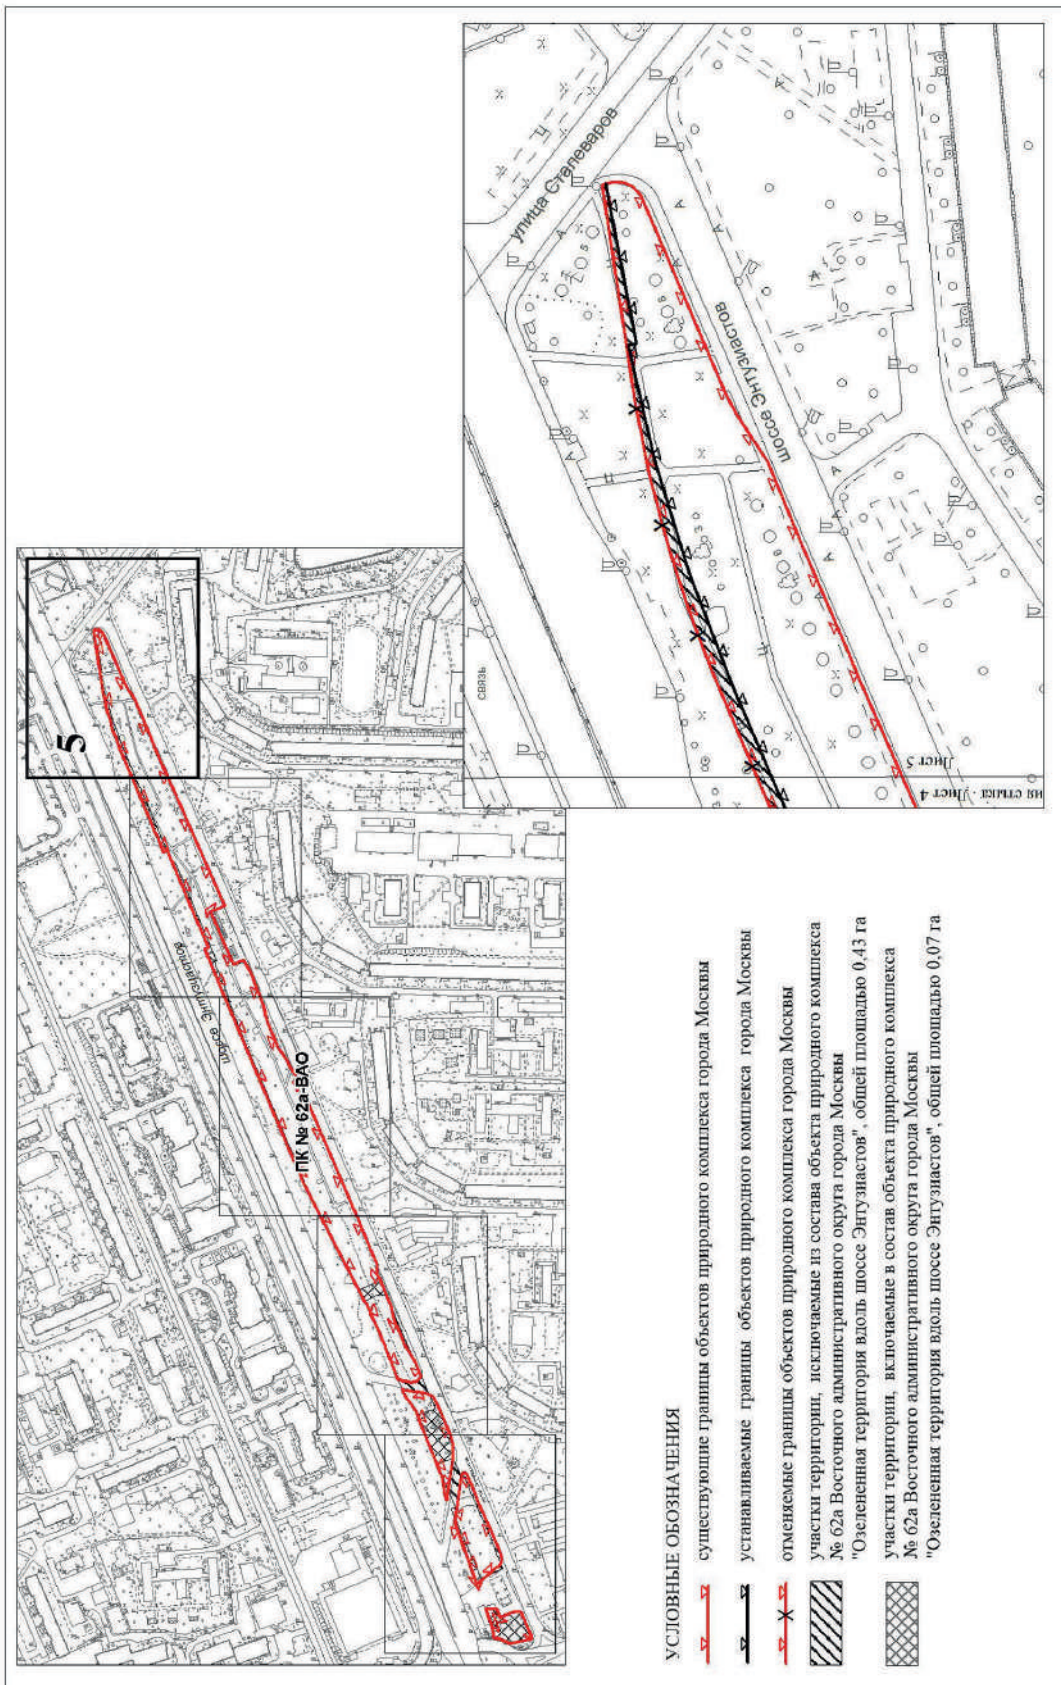 улица Сталеваров
шоссе Энтузиастов
СВЯЗЬ
Лист 5
ия стыка - Лист 4
5
шоссе Энтузиастов
ПК № 62а-ВАО
УСЛОВНЫЕ ОБОЗНАЧЕНИЯ
существующие границы объектов природного комплекса города Москвы
устанавливаемые границы объектов природного комплекса города Москвы
отменяемые границы объектов природного комплекса города Москвы
участки территории, исключаемые из состава объекта природного комплекса
№ 62а Восточного административного округа города Москвы
"Озелененная территория вдоль шоссе Энтузиастов", общей площадью 0,43 га
участки территории, включаемые в состав объекта природного комплекса
№ 62а Восточного административного округа города Москвы
"Озелененная территория вдоль шоссе Энтузиастов", общей площадью 0,07 га